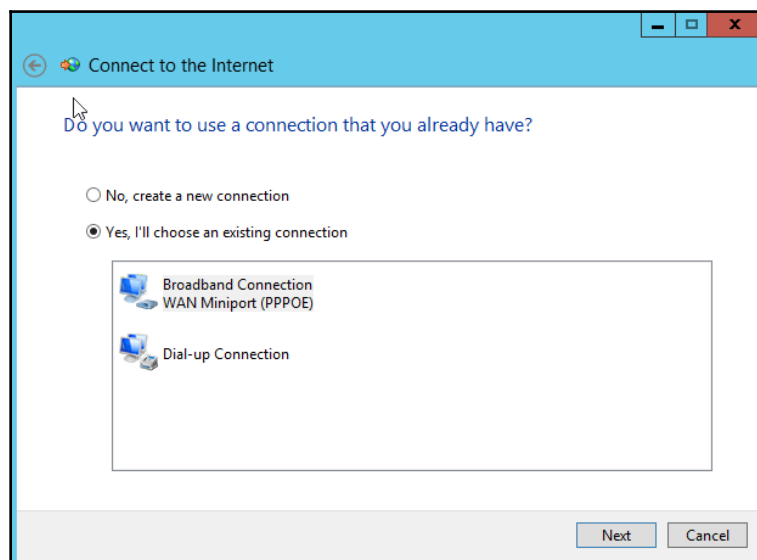 Connect to the Internet
Do you want to use a connection that you already have?
No, create a new connection
Yes, I'll choose an existing connection
Broadband Connection
WAN Miniport (PPPOE)
Dial-up Connection
Next Cancel